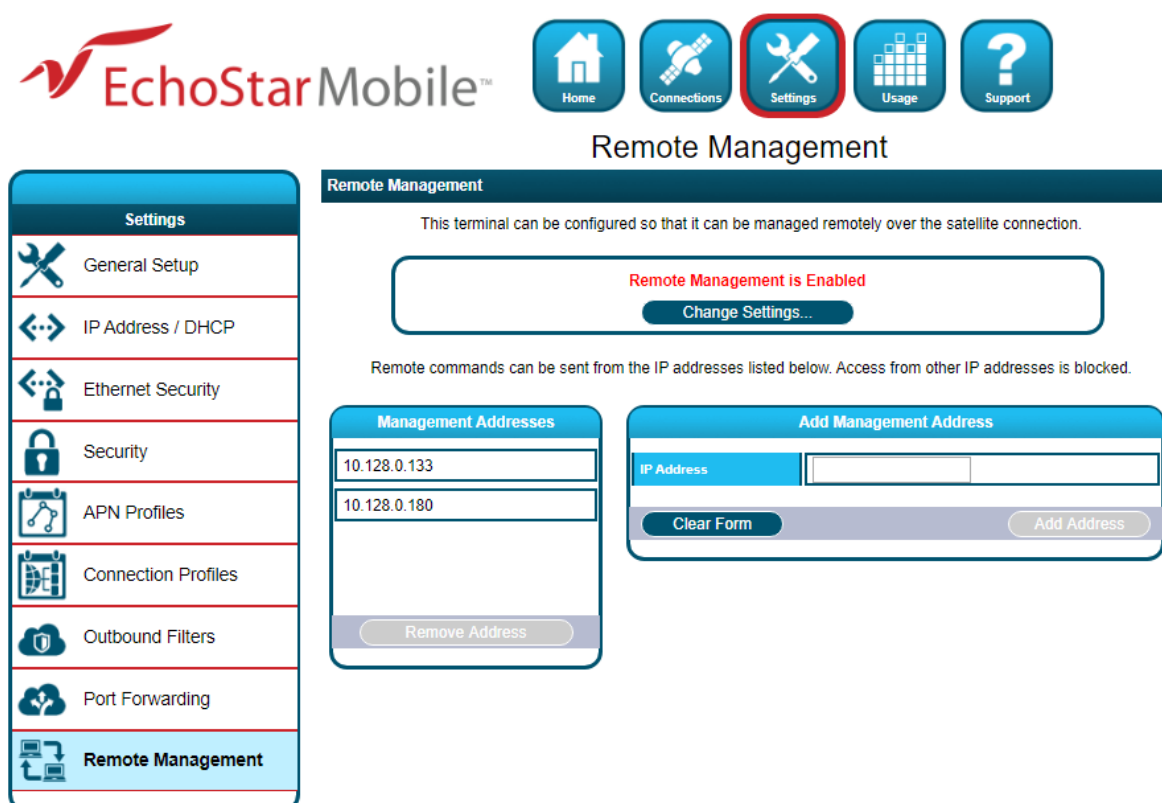 EchoStar Mobile™
Home
Connections
Settings
Usage
Support
Remote Management
Settings
General Setup
IP Address / DHCP
Ethernet Security
Security
APN Profiles
Connection Profiles
Outbound Filters
Port Forwarding
Remote Management
Remote Management
This terminal can be configured so that it can be managed remotely over the satellite connection.
Remote Management is Enabled
Change Settings...
Remote commands can be sent from the IP addresses listed below. Access from other IP addresses is blocked.
Management Addresses
10.128.0.133
10.128.0.180
Remove Address
Add Management Address
IP Address
Clear Form
Add Address